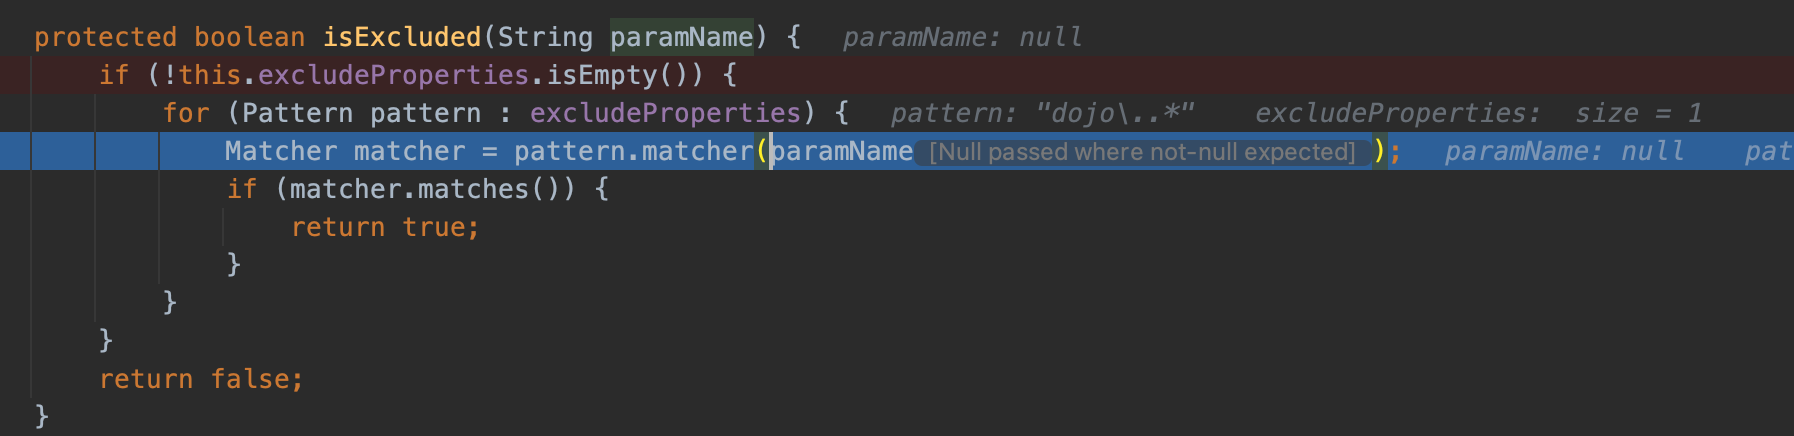 protected boolean isExcluded(String paramName) {   paramName: null
    if (!this.excludeProperties.isEmpty()) {
        for (Pattern pattern : excludeProperties) {   pattern: "dojo\..*"    excludeProperties:  size = 1
            Matcher matcher = pattern.matcher(paramName [Null passed where not-null expected] );   paramName: null    pat
            if (matcher.matches()) {
                return true;
            }
        }
    }
    return false;
}